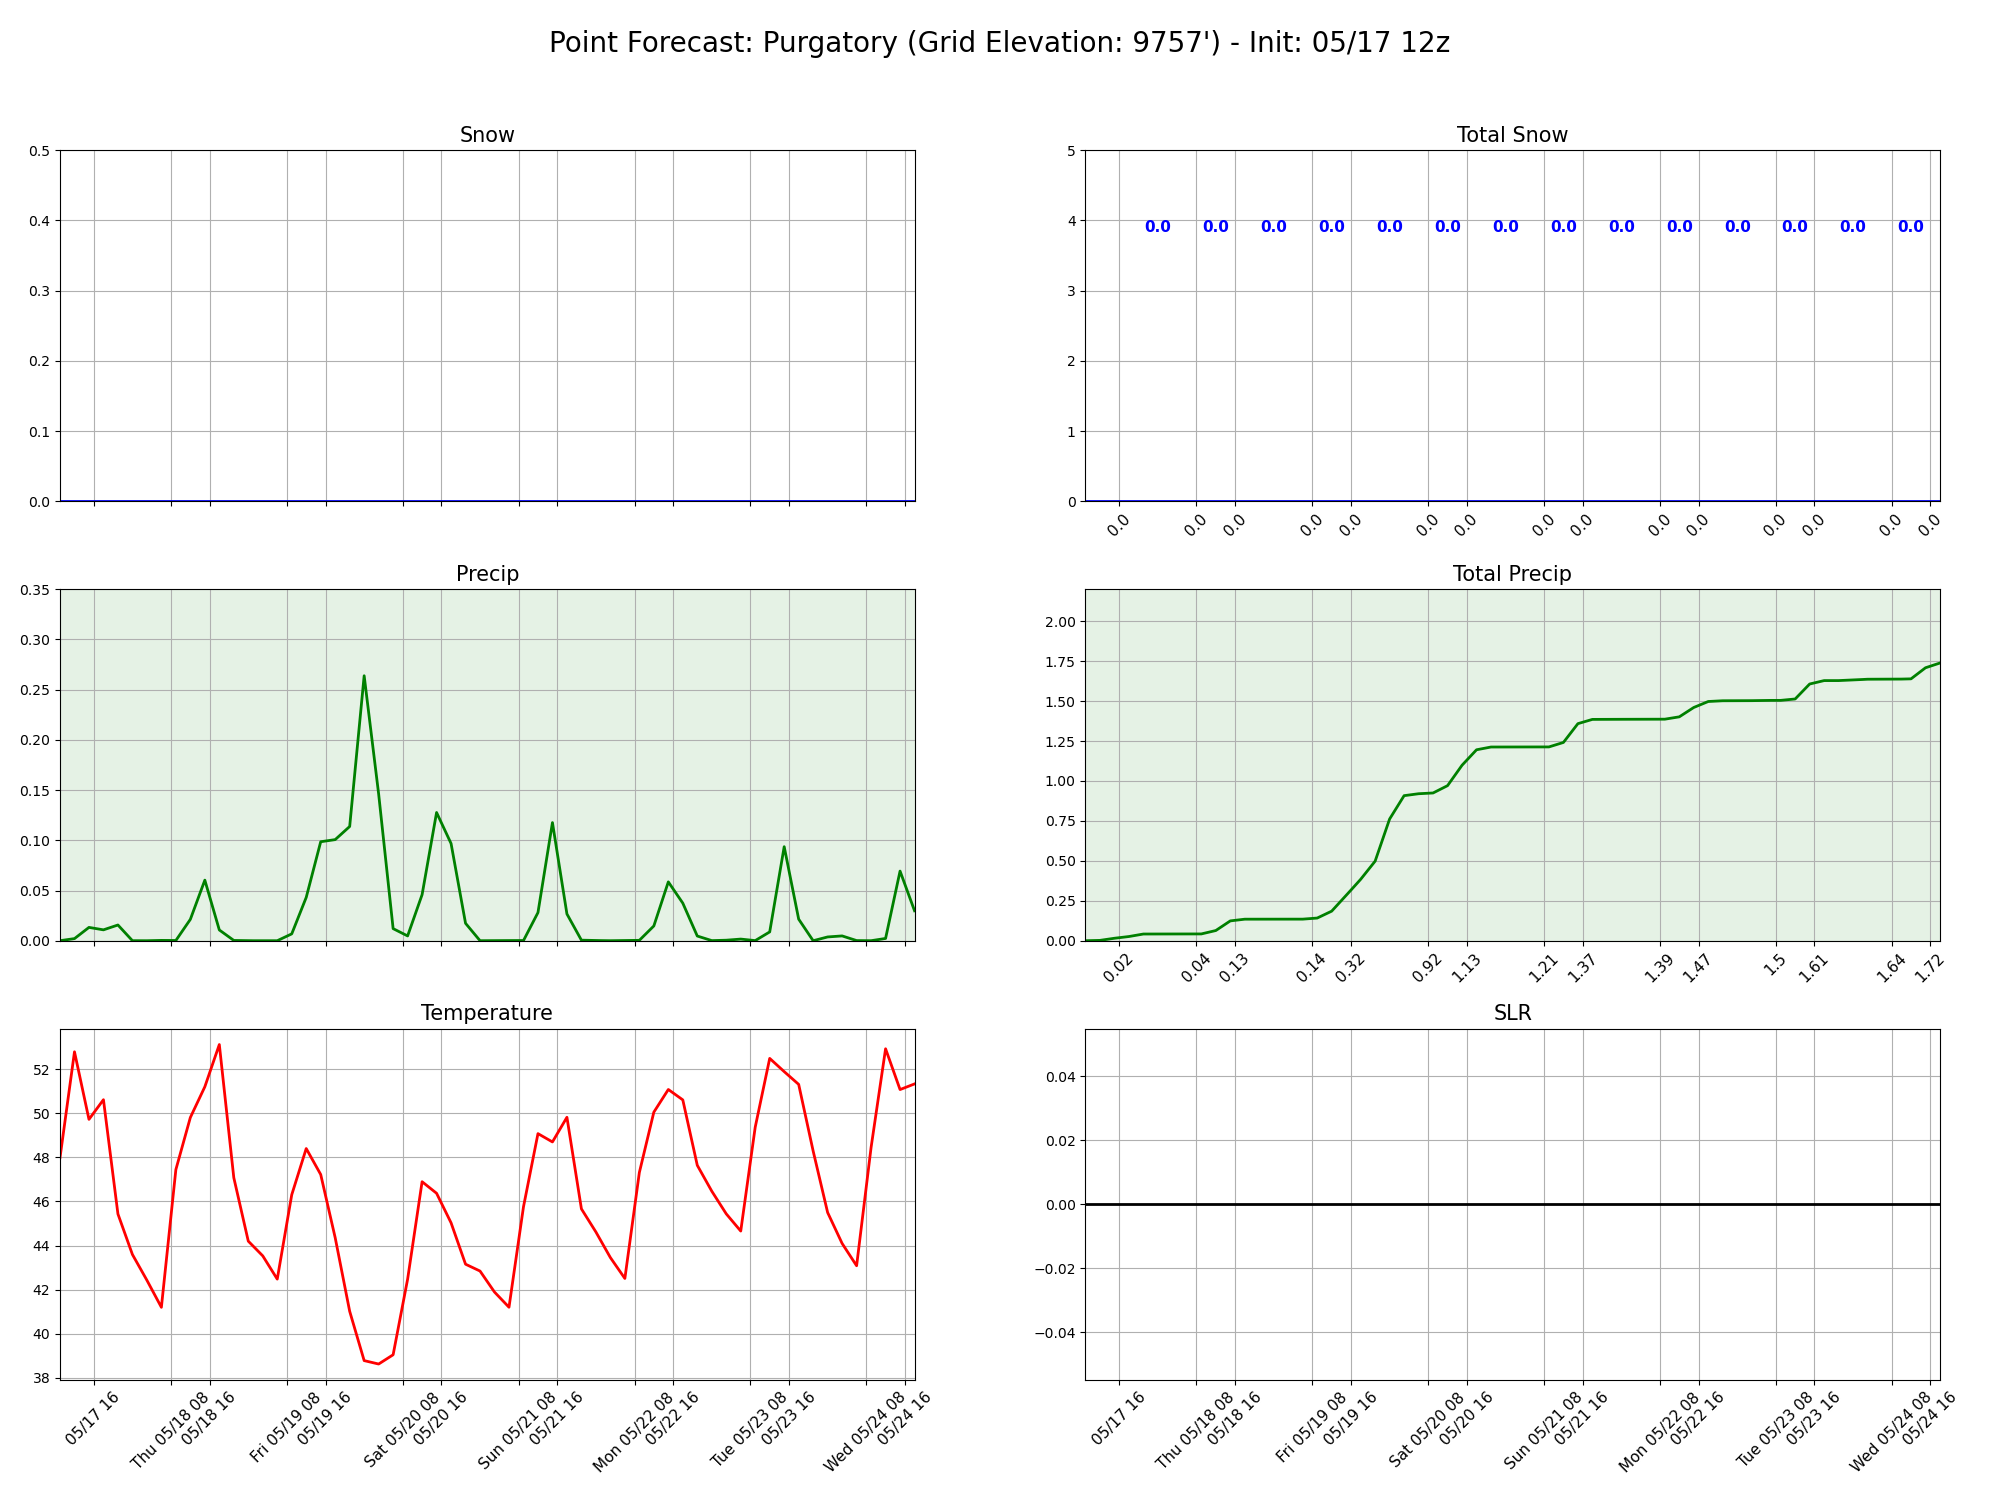 Point Forecast: Purgatory (Grid Elevation: 9757') - Init: 05/17 12z
Snow
0.5
0.4
0.3
0.2
0.1
0.0
Total Snow
5
4
3
2
1
0
0.0 0.0 0.0 0.0 0.0 0.0 0.0 0.0 0.0 0.0 0.0 0.0 0.0 0.0
0.0 0.0 0.0 0.0 0.0 0.0 0.0 0.0 0.0 0.0 0.0 0.0 0.0 0.0 0.0
Precip
0.35
0.30
0.25
0.20
0.15
0.10
0.05
0.00
Total Precip
2.00
1.75
1.50
1.25
1.00
0.75
0.50
0.25
0.00
0.02 0.04 0.13 0.14 0.32 0.92 1.13 1.21 1.37 1.39 1.47 1.5 1.61 1.64 1.72
Temperature
52
50
48
46
44
42
40
38
05/17 16
Thu 05/18 08
05/18 16
Fri 05/19 08
05/19 16
Sat 05/20 08
05/20 16
Sun 05/21 08
05/21 16
Mon 05/22 08
05/22 16
Tue 05/23 08
05/23 16
Wed 05/24 08
05/24 16
SLR
0.04
0.02
0.00
−0.02
−0.04
05/17 16
Thu 05/18 08
05/18 16
Fri 05/19 08
05/19 16
Sat 05/20 08
05/20 16
Sun 05/21 08
05/21 16
Mon 05/22 08
05/22 16
Tue 05/23 08
05/23 16
Wed 05/24 08
05/24 16